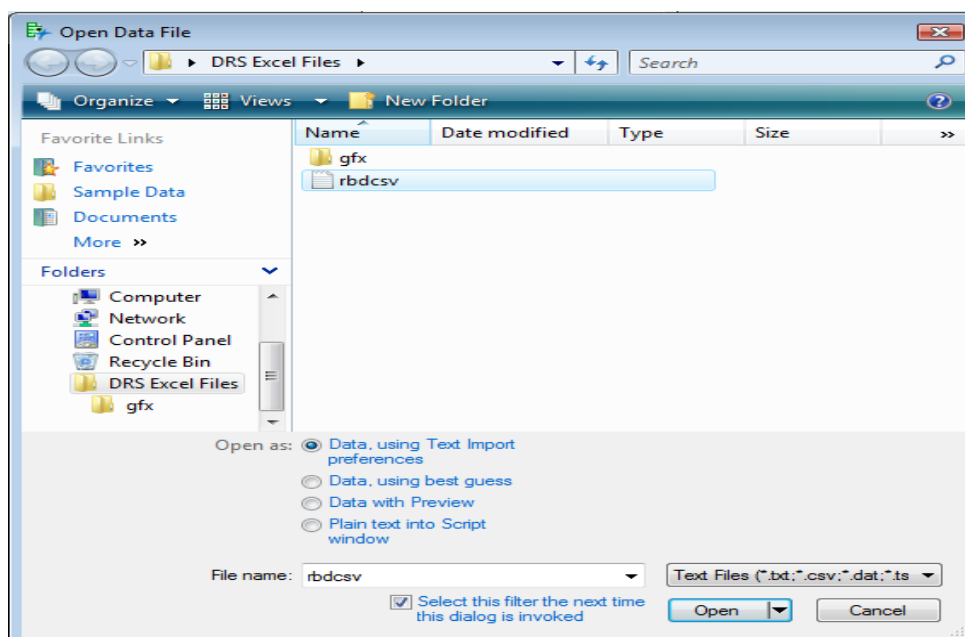 Open Data File
DRS Excel Files
Search
Organize Views New Folder
Favorite Links
Favorites
Sample Data
Documents
More »
Folders
Computer
Network
Control Panel
Recycle Bin
DRS Excel Files
gfx
Name Date modified Type Size »
gfx
rbdcsv
Open as: Data, using Text Import
preferences
Data, using best guess
Data with Preview
Plain text into Script
window
File name: rbdcsv Text Files (*.txt;*.csv;*.dat;*.ts
Select this filter the next time
this dialog is invoked
Open Cancel